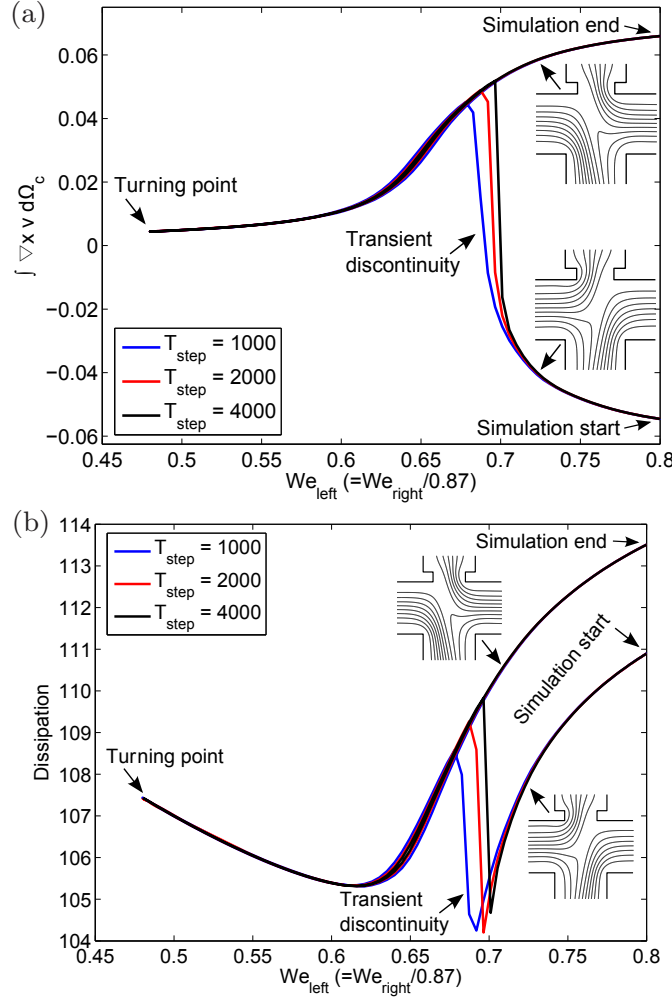 (a)
Simulation end
0.06
0.04
0.02
0
−0.02
−0.04
−0.06
∫ ▽x v dΩc
Turning point
Transient
discontinuity
Tstep = 1000
Tstep = 2000
Tstep = 4000
Simulation start
0.45 0.5 0.55 0.6 0.65 0.7 0.75 0.8
Weleft (=Weright/0.87)
(b)
114
113
112
111
110
109
108
107
106
105
104
Dissipation
Tstep = 1000
Tstep = 2000
Tstep = 4000
Simulation end
Simulation start
Turning point
Transient
discontinuity
0.45 0.5 0.55 0.6 0.65 0.7 0.75 0.8
Weleft (=Weright/0.87)